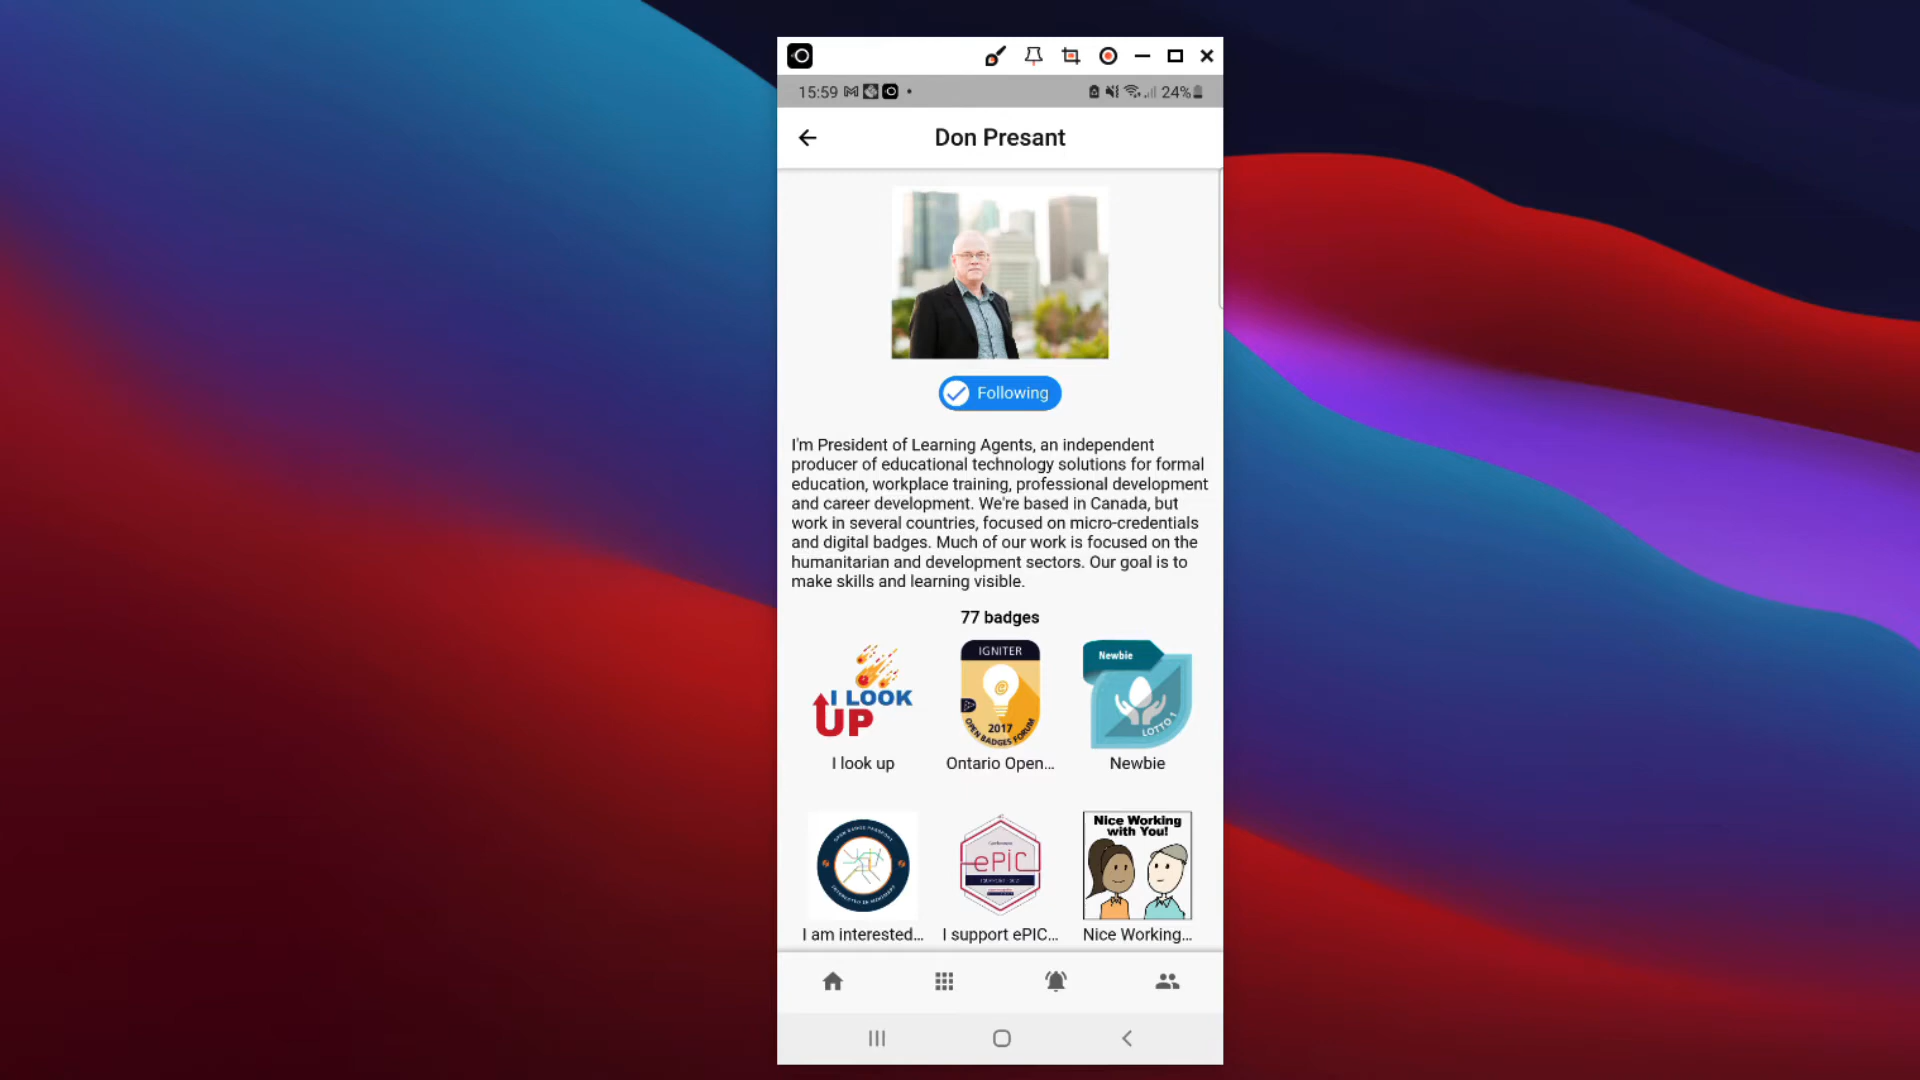 15:59
24%
Don Presant
Following
I'm President of Learning Agents, an independent
producer of educational technology solutions for formal
education, workplace training, professional development
and career development. We're based in Canada, but
work in several countries, focused on micro-credentials
and digital badges. Much of our work is focused on the
humanitarian and development sectors. Our goal is to
make skills and learning visible.
77 badges
I LOOK
UP
IGNITER
2017
OPEN BADGES FORUM
Newbie
LOTTO 1
I look up
Ontario Open...
Newbie
OPEN BADGE PASSPORT
ePIC
Nice Working
with You!
I am interested...
I support ePIC...
Nice Working...